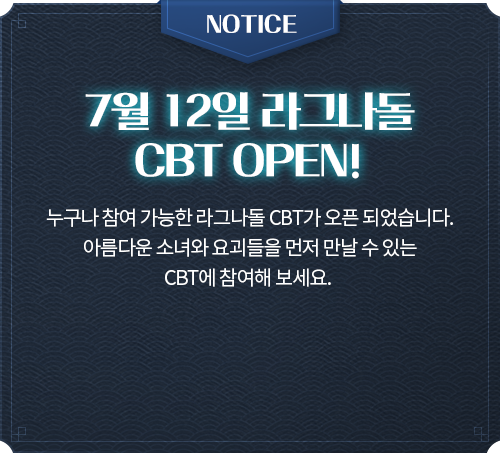 NOTICE
7월 12일 라그나돌
CBT OPEN!
누구나 참여 가능한 라그나돌 CBT가 오픈 되었습니다.
아름다운 소녀와 요괴들을 먼저 만날 수 있는
CBT에 참여해 보세요.